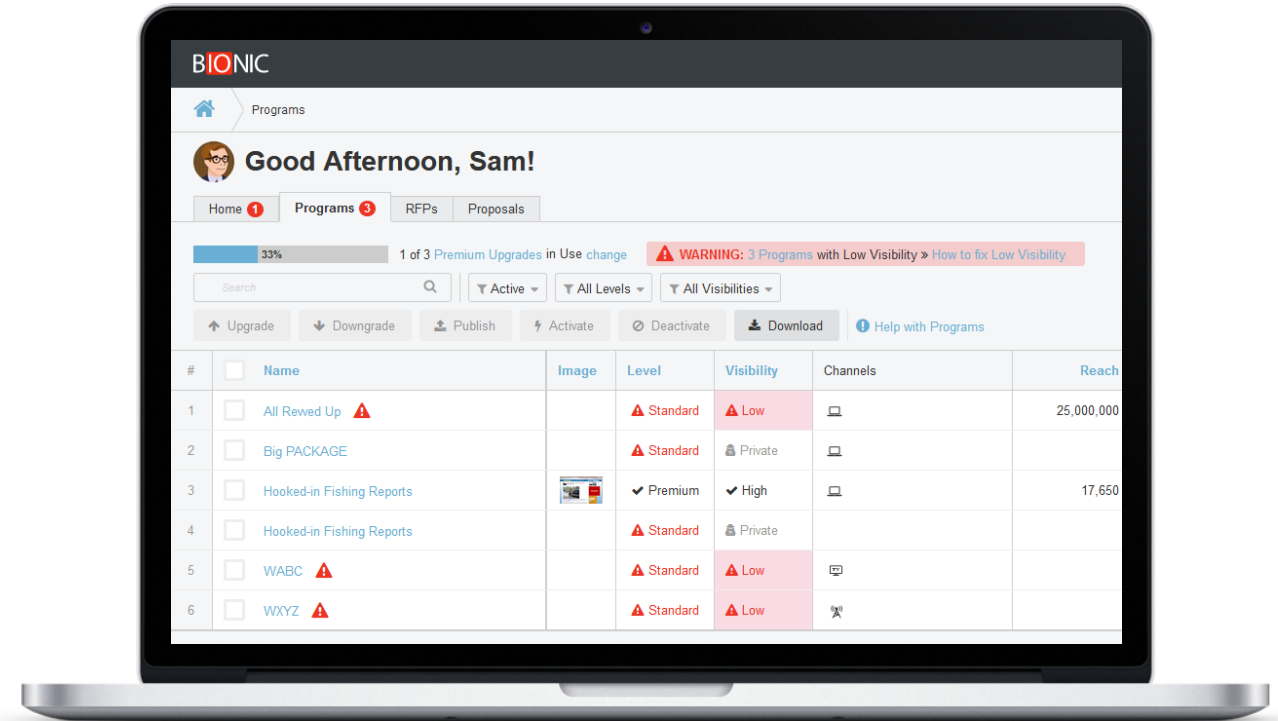 BIONIC
Programs
Good Afternoon, Sam!
Home 1 Programs 3 RFPs Proposals
33% 1 of 3 Premium Upgrades in Use change WARNING: 3 Programs with Low Visibility » How to fix Low Visibility
Search Active All Levels All Visibilities
Upgrade Downgrade Publish Activate Deactivate Download Help with Programs
# Name Image Level Visibility Channels Reach
1 All Revved Up Standard Low 25,000,000
2 Big PACKAGE Standard Private
3 Hooked-in Fishing Reports Premium High 17,650
4 Hooked-in Fishing Reports Standard Private
5 WABC Standard Low TV
6 WXYZ Standard Low